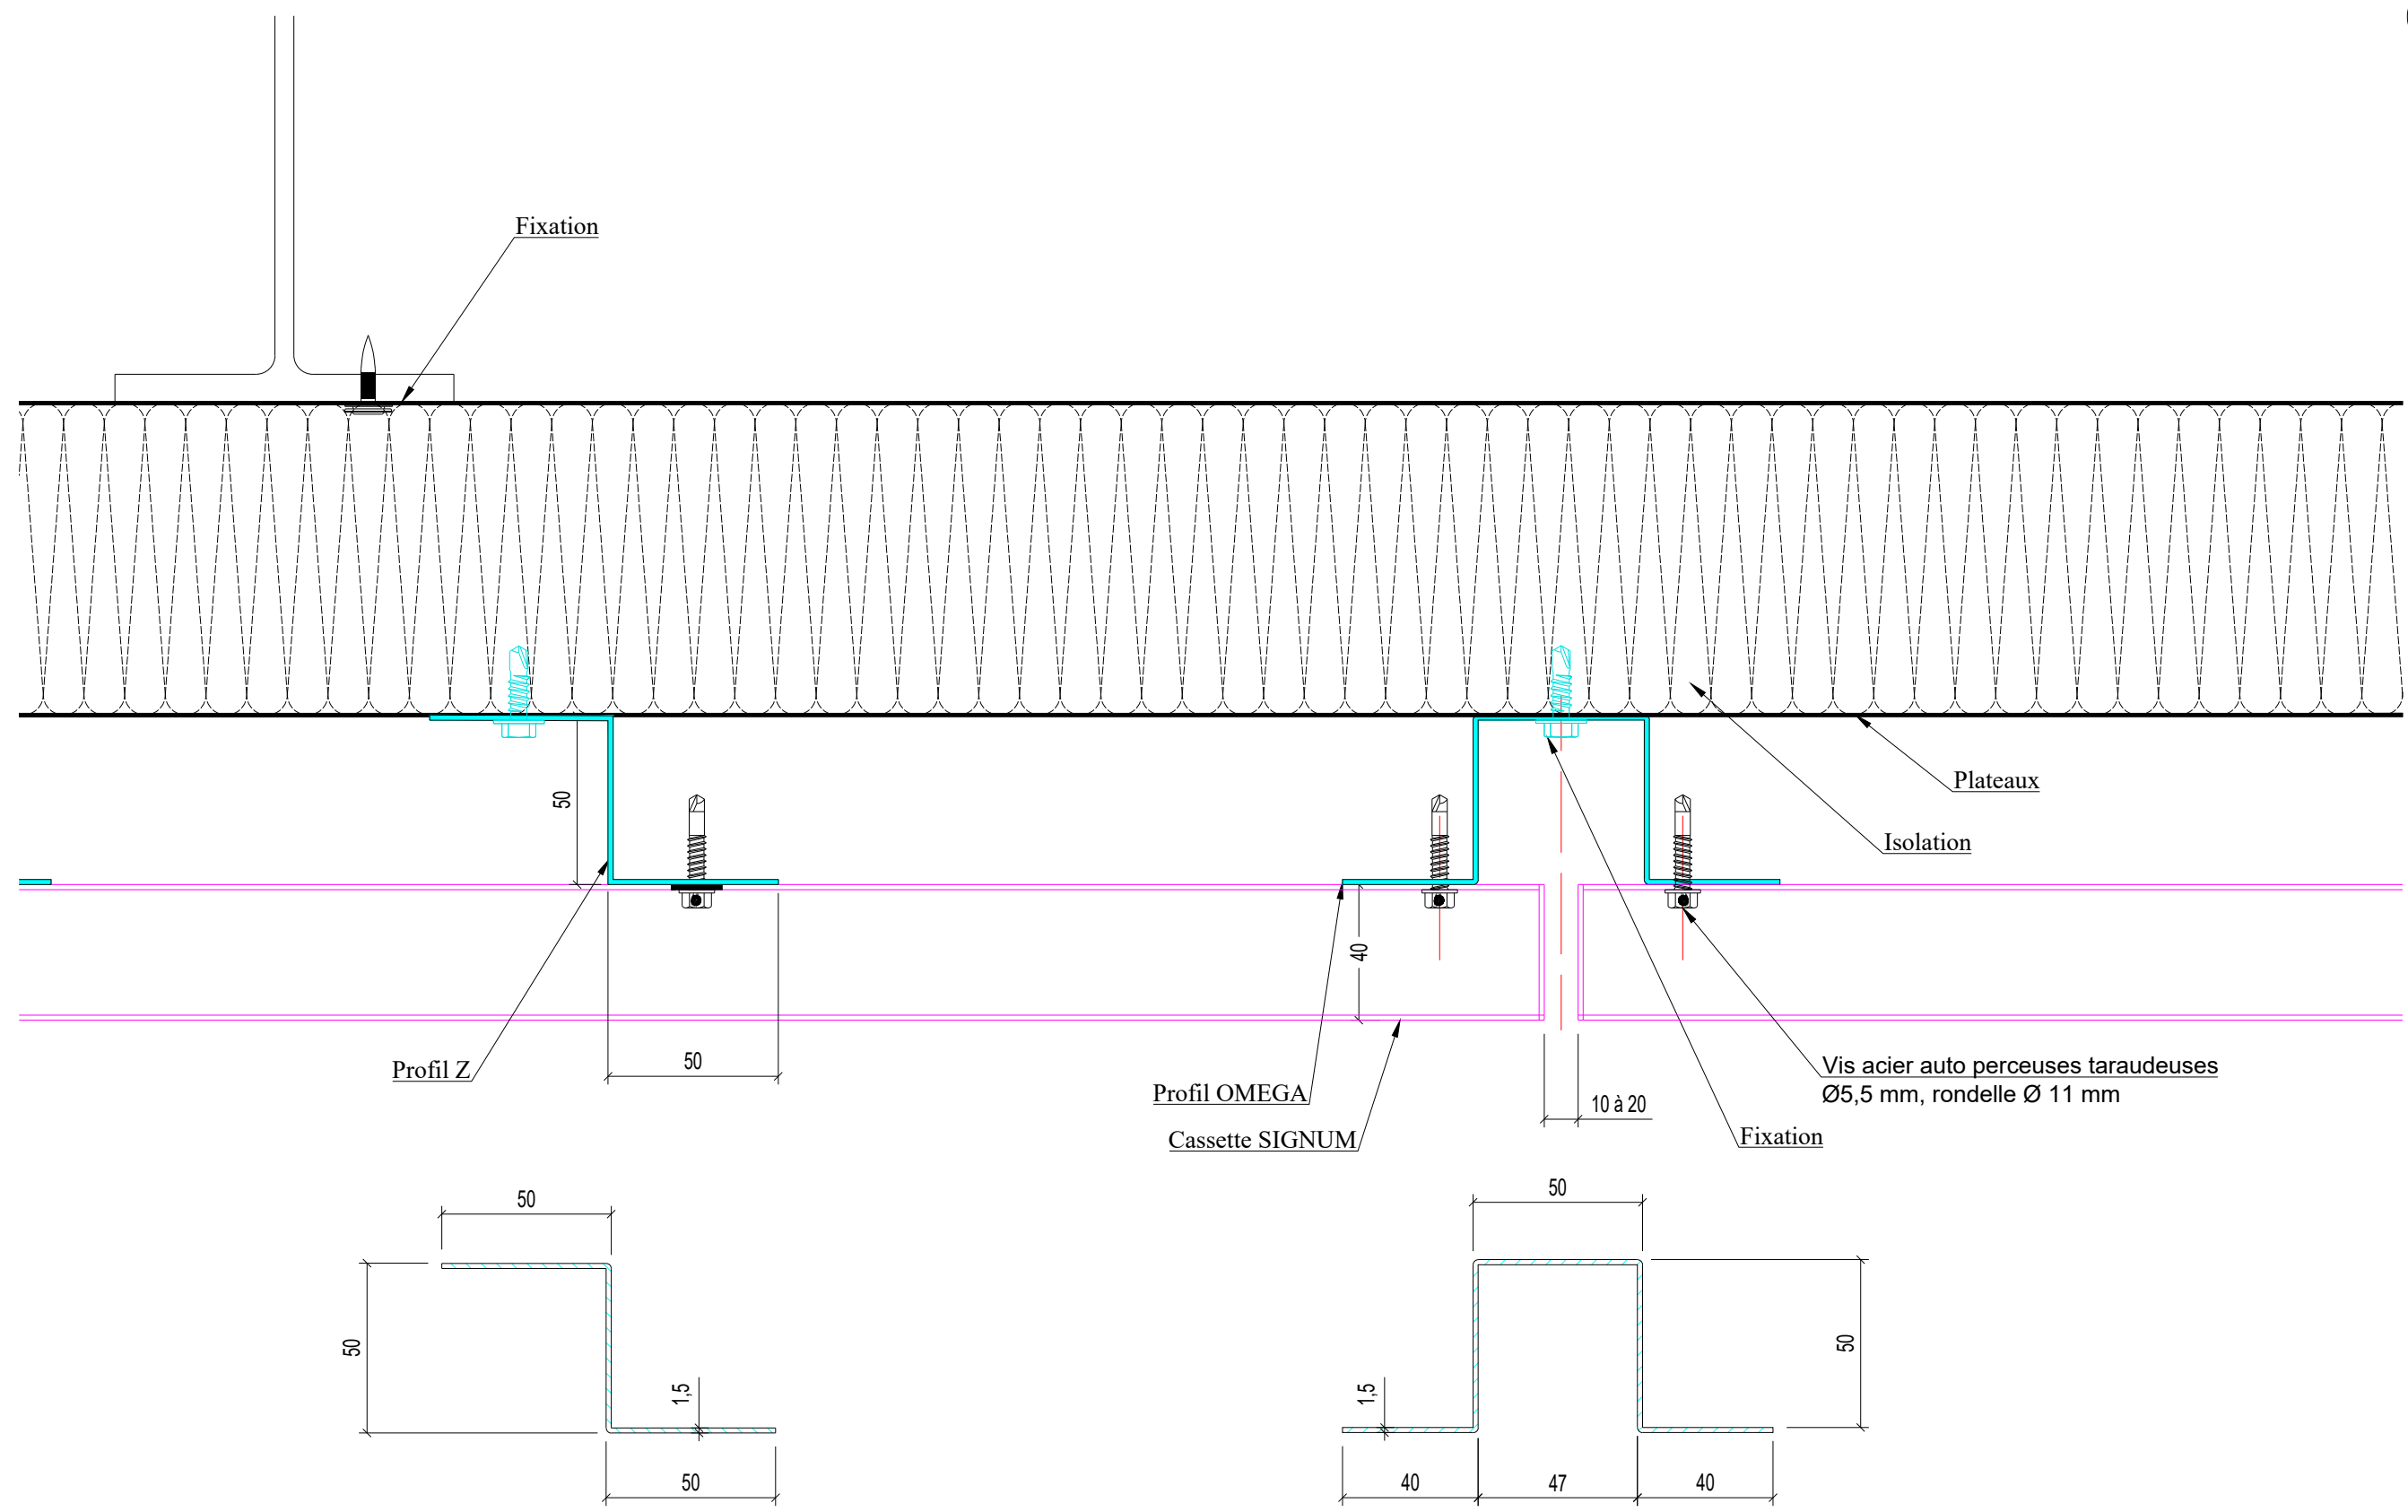 Fixation
50
Plateaux
Isolation
40
Profil Z
50
Profil OMEGA
Cassette SIGNUM
10 à 20
Vis acier auto perceuses taraudeuses
Ø5,5 mm, rondelle Ø 11 mm
Fixation
50
50
1,5
50
50
50
1,5
40
47
40